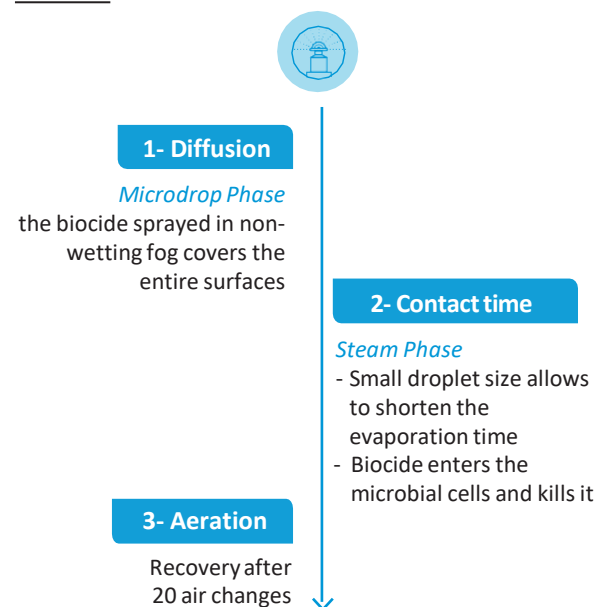 1- Diffusion
Microdrop Phase
the biocide sprayed in non-
wetting fog covers the
entire surfaces
2- Contact time
Steam Phase
- Small droplet size allows
to shorten the
evaporation time
- Biocide enters the
microbial cells and kills it
3- Aeration
Recovery after
20 air changes